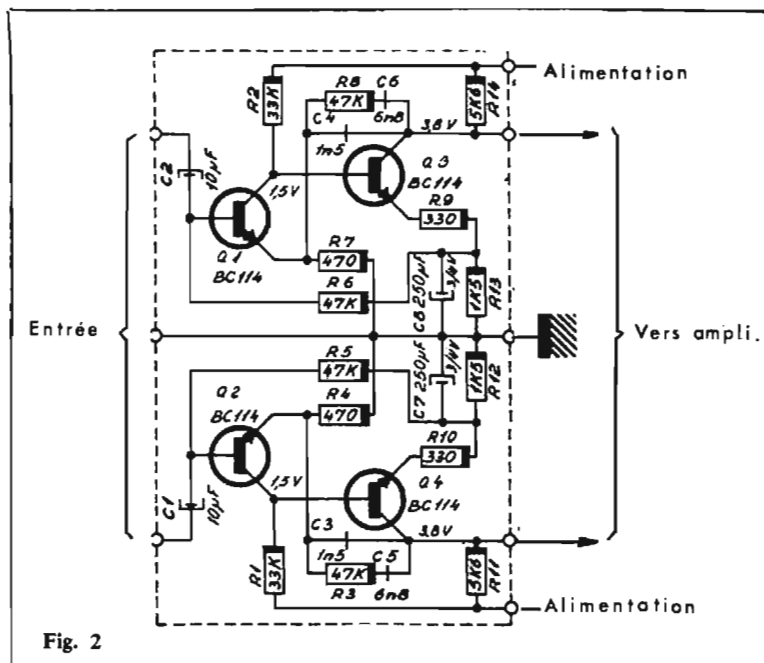 Alimentation
R8
C6
47K
6n8
R2
33K
C4
1n5
3,8V
R14
5K6
C2
10µF
1,5V
Q3
BC114
R9
330
Q1
BC114
R7
470
R6
47K
C8 250µF
3/4V
R13
1K5
Entrée
Vers ampli.
R5
47K
R4
470
C7 250µF
3/4V
R12
1K5
Q2
BC114
R10
330
C1
10µF
1,5V
Q4
BC114
C3
1n5
3,8V
C5
47K
6n8
R3
R1
33K
R11
5K6
Alimentation
Fig. 2